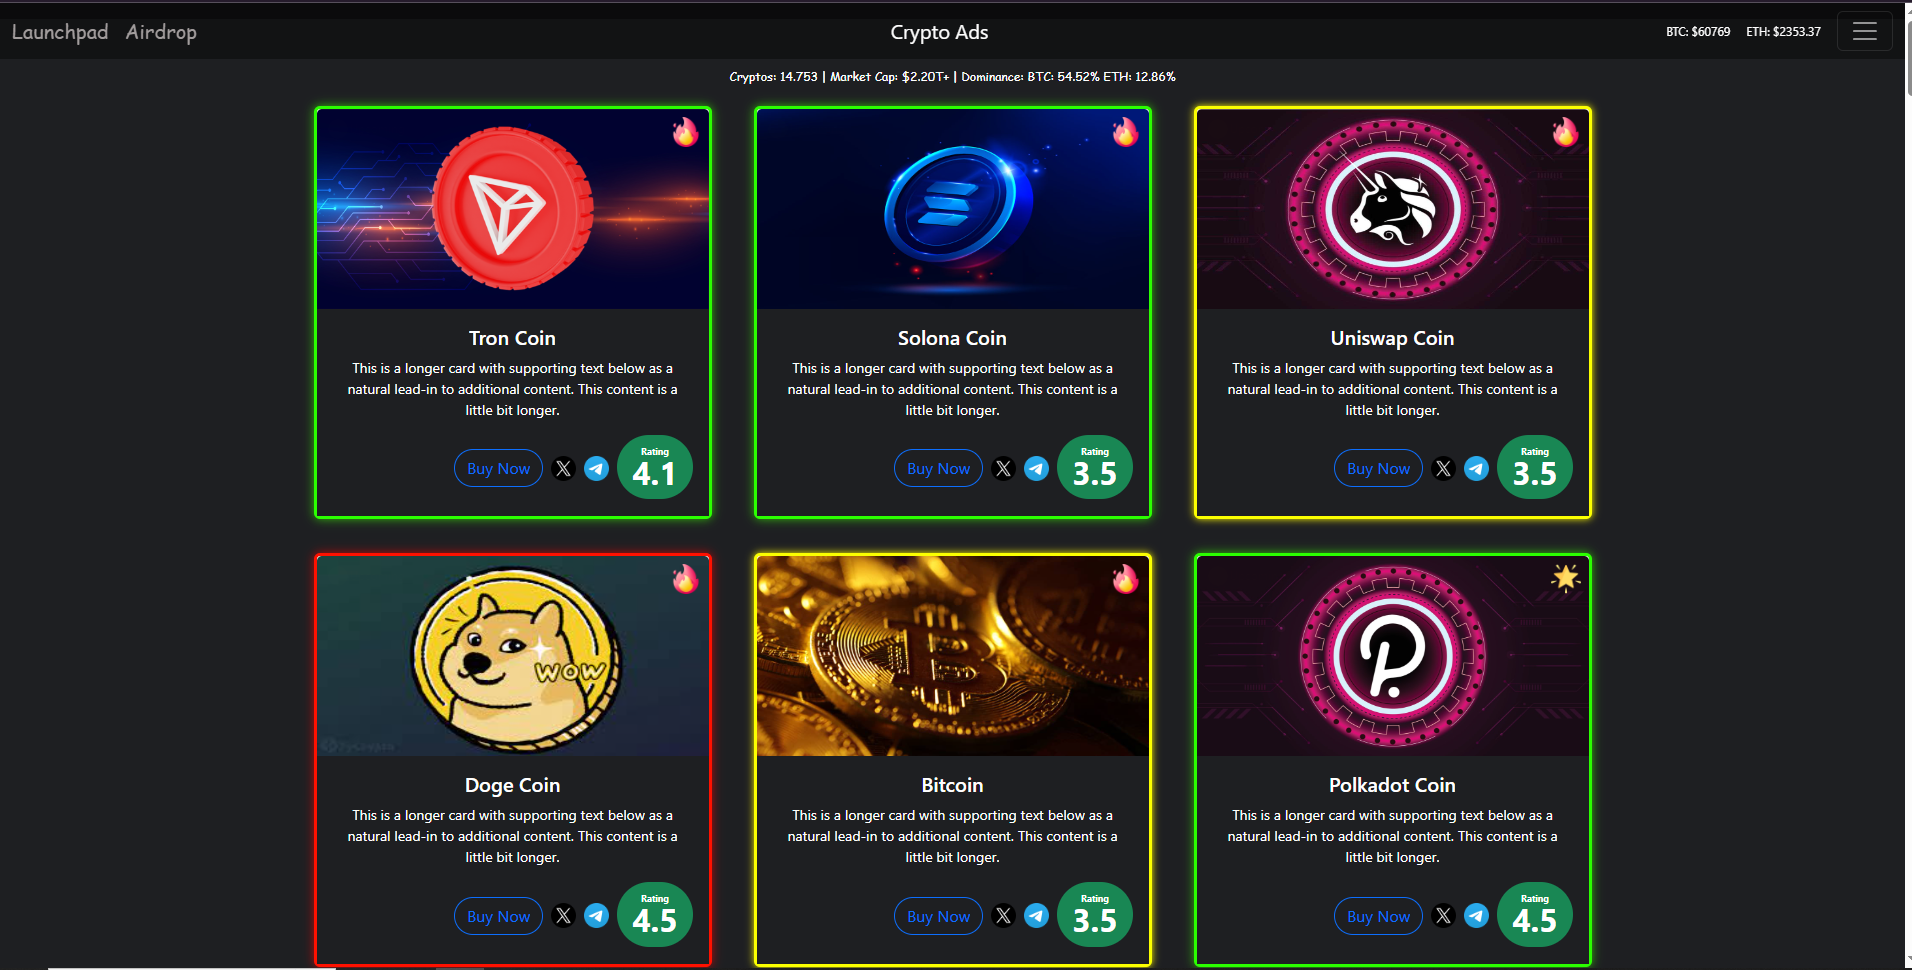 Launchpad Airdrop Crypto Ads BTC: $60769 ETH: $2353.37
Cryptos: 14.753 | Market Cap: $2.20T+ | Dominance: BTC: 54.52% ETH: 12.86%
Tron Coin
This is a longer card with supporting text below as a
natural lead-in to additional content. This content is a
little bit longer.
Buy Now
Rating
4.1
Solona Coin
This is a longer card with supporting text below as a
natural lead-in to additional content. This content is a
little bit longer.
Buy Now
Rating
3.5
Uniswap Coin
This is a longer card with supporting text below as a
natural lead-in to additional content. This content is a
little bit longer.
Buy Now
Rating
3.5
WOW
Doge Coin
This is a longer card with supporting text below as a
natural lead-in to additional content. This content is a
little bit longer.
Buy Now
Rating
4.5
Bitcoin
This is a longer card with supporting text below as a
natural lead-in to additional content. This content is a
little bit longer.
Buy Now
Rating
3.5
Polkadot Coin
This is a longer card with supporting text below as a
natural lead-in to additional content. This content is a
little bit longer.
Buy Now
Rating
4.5